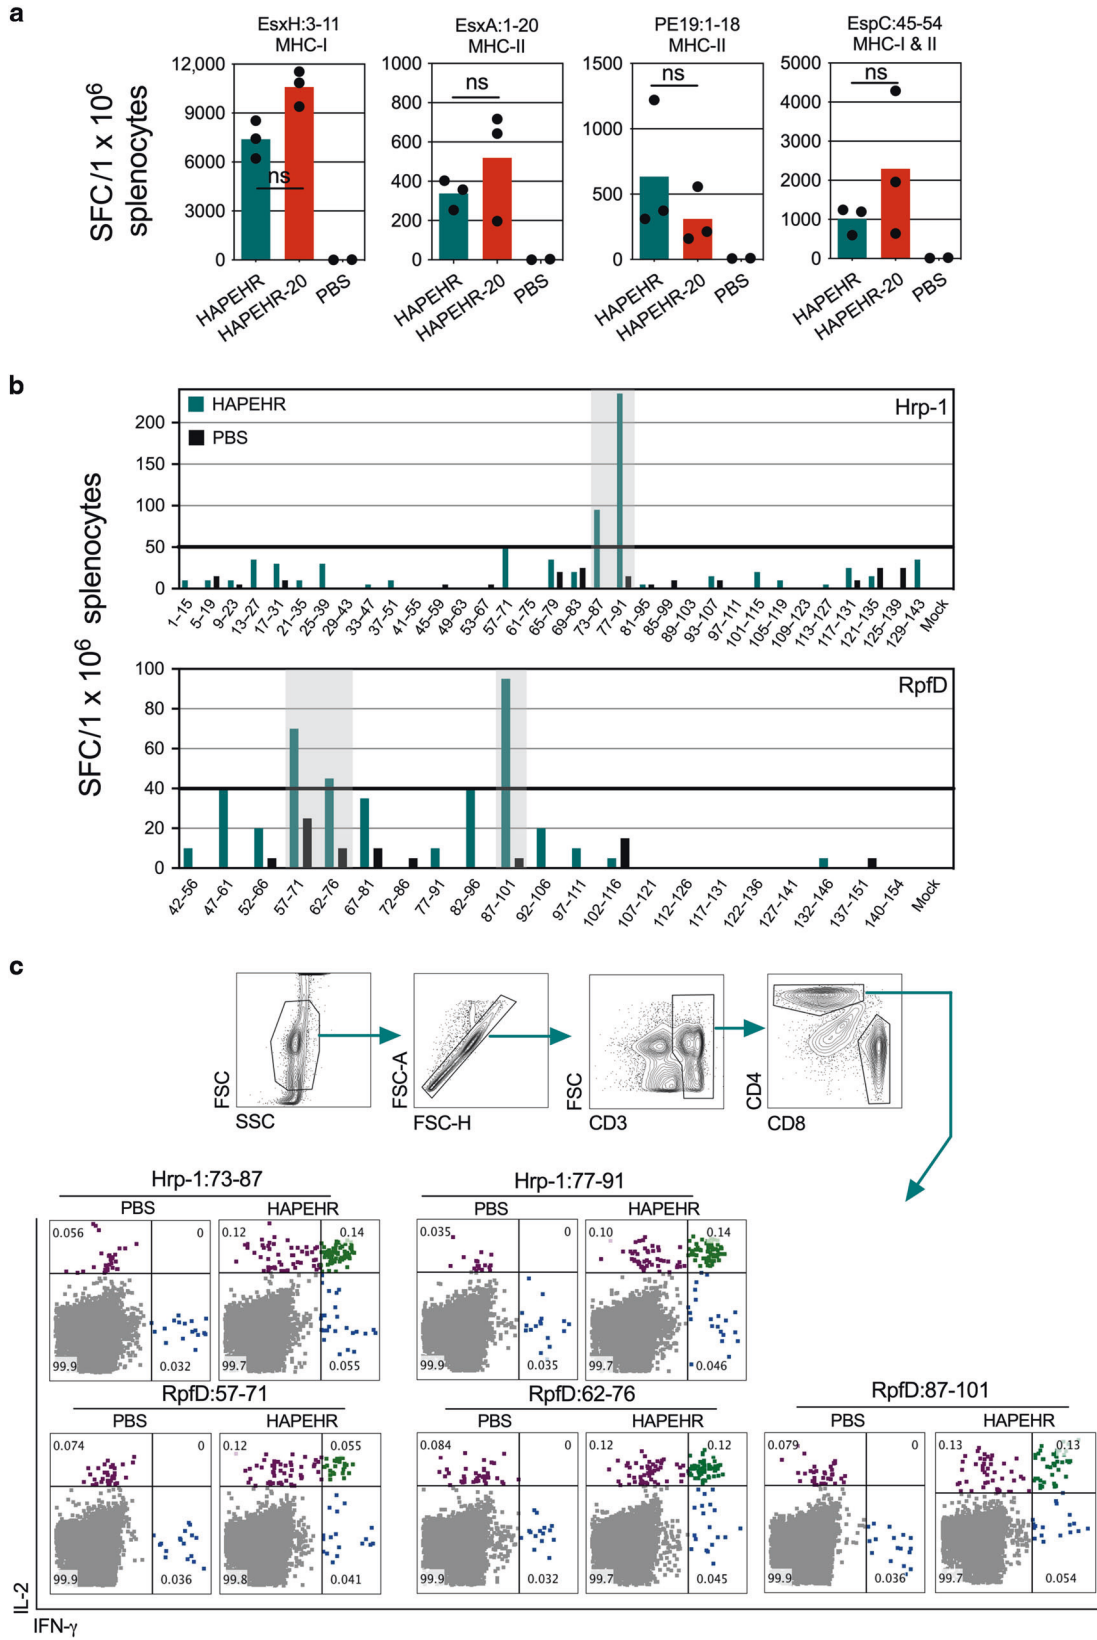 a
EsxH:3-11
MHC-I
EsxA:1-20
MHC-II
PE19:1-18
MHC-II
EspC:45-54
MHC-I & II
SFC/1 x 10⁶
splenocytes
12,000
9000
6000
3000
0
ns
HAPEHR
HAPEHR-20
PBS
1000
800
600
400
200
0
ns
HAPEHR
HAPEHR-20
PBS
1500
1000
500
0
ns
HAPEHR
HAPEHR-20
PBS
5000
4000
3000
2000
1000
0
ns
HAPEHR
HAPEHR-20
PBS
b
SFC/1 x 10⁶ splenocytes
HAPEHR
PBS
Hrp-1
200
150
100
50
0
1–15
5–19
9–23
13–27
17–31
21–35
25–39
29–43
33–47
37–51
41–55
45–59
49–63
53–67
57–71
61–75
65–79
69–83
73–87
77–91
81–95
85–99
89–103
93–107
97–111
101–115
105–119
109–123
113–127
117–131
121–135
125–139
129–143
Mock
RpfD
100
80
60
40
20
0
42–56
47–61
52–66
57–71
62–76
67–81
72–86
77–91
82–96
87–101
92–106
97–111
102–116
107–121
112–126
117–131
122–136
127–141
132–146
137–151
140–154
Mock
c
FSC
SSC
FSC-A
FSC-H
FSC
CD3
CD4
CD8
Hrp-1:73-87
PBS
HAPEHR
0.056
0
99.9
0.032
0.12
0.14
99.7
0.055
Hrp-1:77-91
PBS
HAPEHR
0.035
0
99.9
0.035
0.10
0.14
99.7
0.046
RpfD:57-71
PBS
HAPEHR
0.074
0
99.9
0.036
0.12
0.055
99.8
0.041
RpfD:62-76
PBS
HAPEHR
0.084
0
99.9
0.032
0.12
0.12
99.7
0.045
RpfD:87-101
PBS
HAPEHR
0.079
0
99.9
0.036
0.13
0.13
99.7
0.054
IL-2
IFN-γ